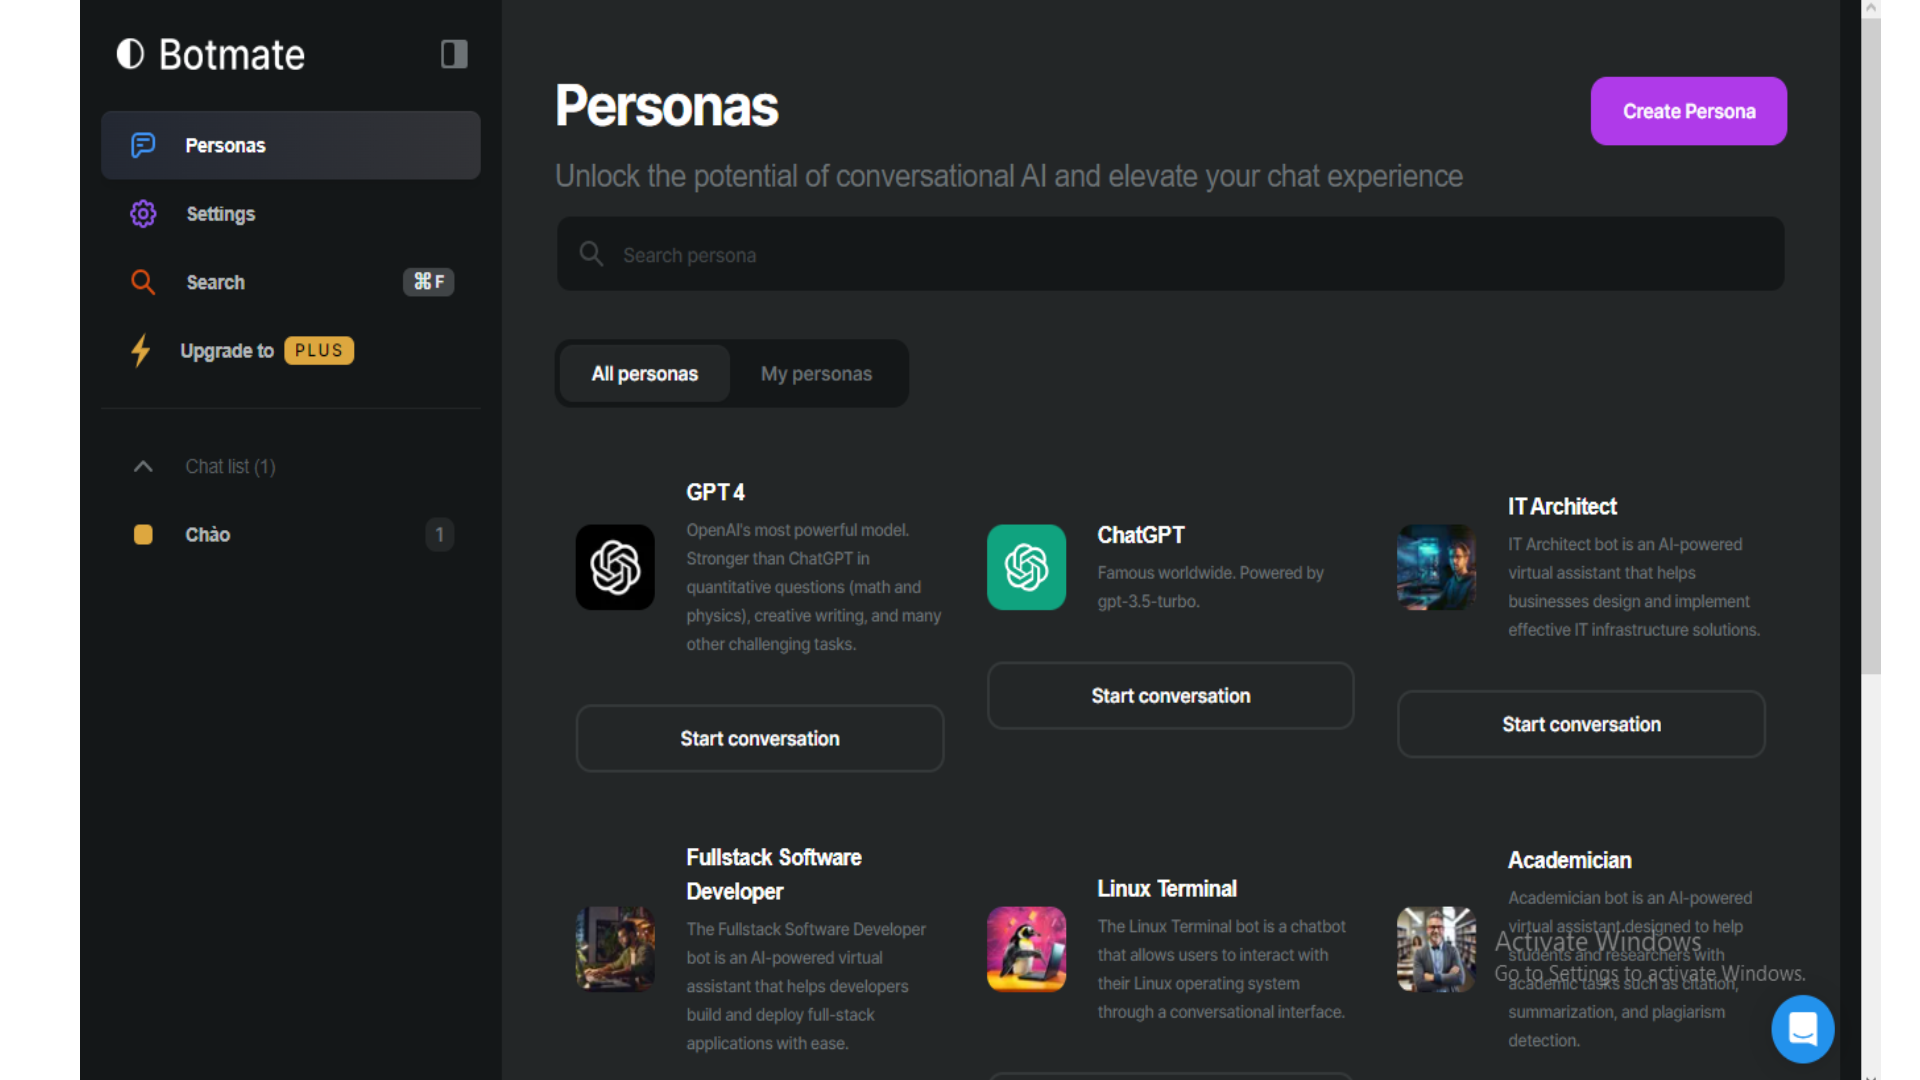 Botmate
Personas
Settings
Search
⌘ F
Upgrade to PLUS
Chat list (1)
Chào
1
Personas
Create Persona
Unlock the potential of conversational AI and elevate your chat experience
Search persona
All personas
My personas
GPT 4
OpenAI's most powerful model.
Stronger than ChatGPT in
quantitative questions (math and
physics), creative writing, and many
other challenging tasks.
Start conversation
ChatGPT
Famous worldwide. Powered by
gpt-3.5-turbo.
Start conversation
IT Architect
IT Architect bot is an AI-powered
virtual assistant that helps
businesses design and implement
effective IT infrastructure solutions.
Start conversation
Fullstack Software
Developer
The Fullstack Software Developer
bot is an AI-powered virtual
assistant that helps developers
build and deploy full-stack
applications with ease.
Linux Terminal
The Linux Terminal bot is a chatbot
that allows users to interact with
their Linux operating system
through a conversational interface.
Academician
Academician bot is an AI-powered
virtual assistant designed to help
students and researchers with
academic tasks such as citation,
summarization, and plagiarism
detection.
Activate Windows
Go to Settings to activate Windows.